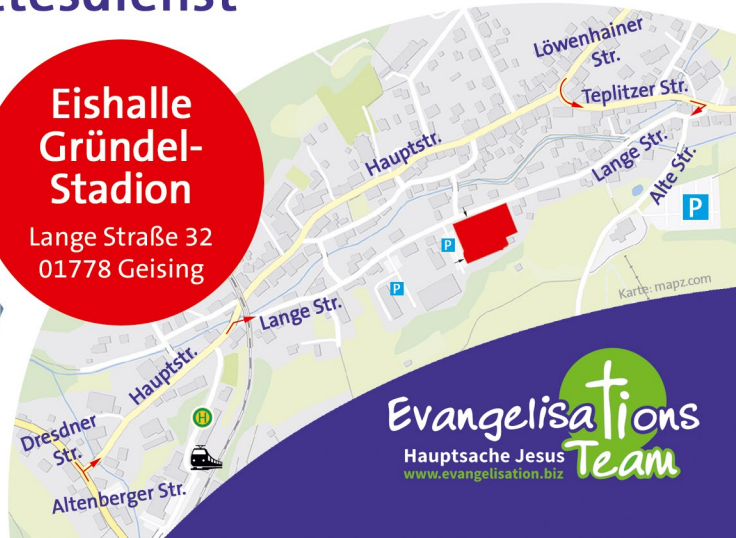 Eishalle
Gründel-
Stadion
Lange Straße 32
01778 Geising
Löwenhainer
Str.
Teplitzer Str.
Hauptstr.
Lange Str.
Alte Str.
P
P
P
Karte: mapz.com
Lange Str.
Hauptstr.
H
Dresdner
Str.
Altenberger Str.
Evangelisations
Hauptsache Jesus Team
www.evangelisation.biz